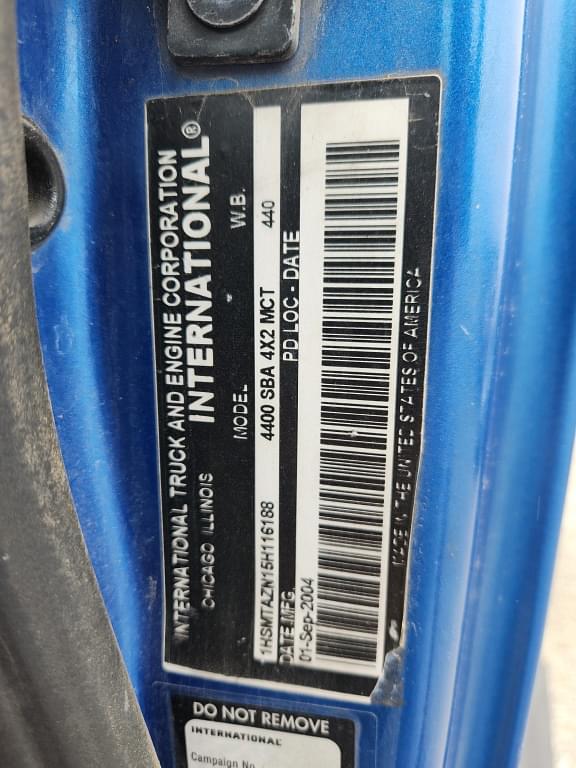 INTERNATIONAL TRUCK AND ENGINE CORPORATION
CHICAGO ILLINOIS INTERNATIONAL®
MODEL W.B.
1HSMTAZN15H116188 4400 SBA 4X2 MCT 440
DATE MFG. PD LOC - DATE
01-Sep-2004
MADE IN THE UNITED STATES OF AMERICA
DO NOT REMOVE
INTERNATIONAL
Campaign No.